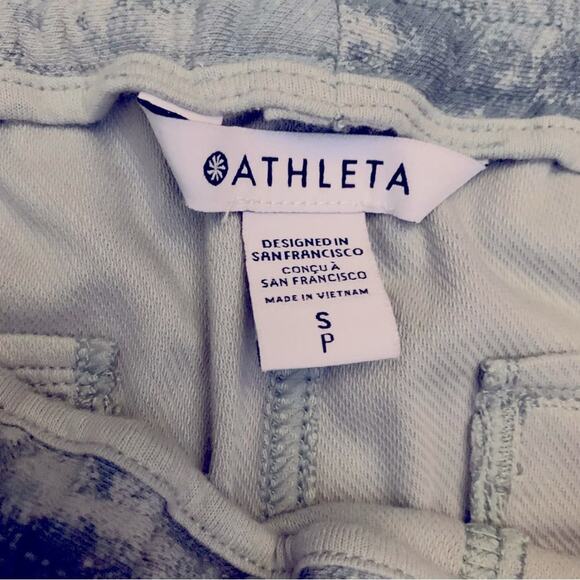 ATHLETA
DESIGNED IN
SAN FRANCISCO
CONÇU À
SAN FRANCISCO
MADE IN VIETNAM
S
P